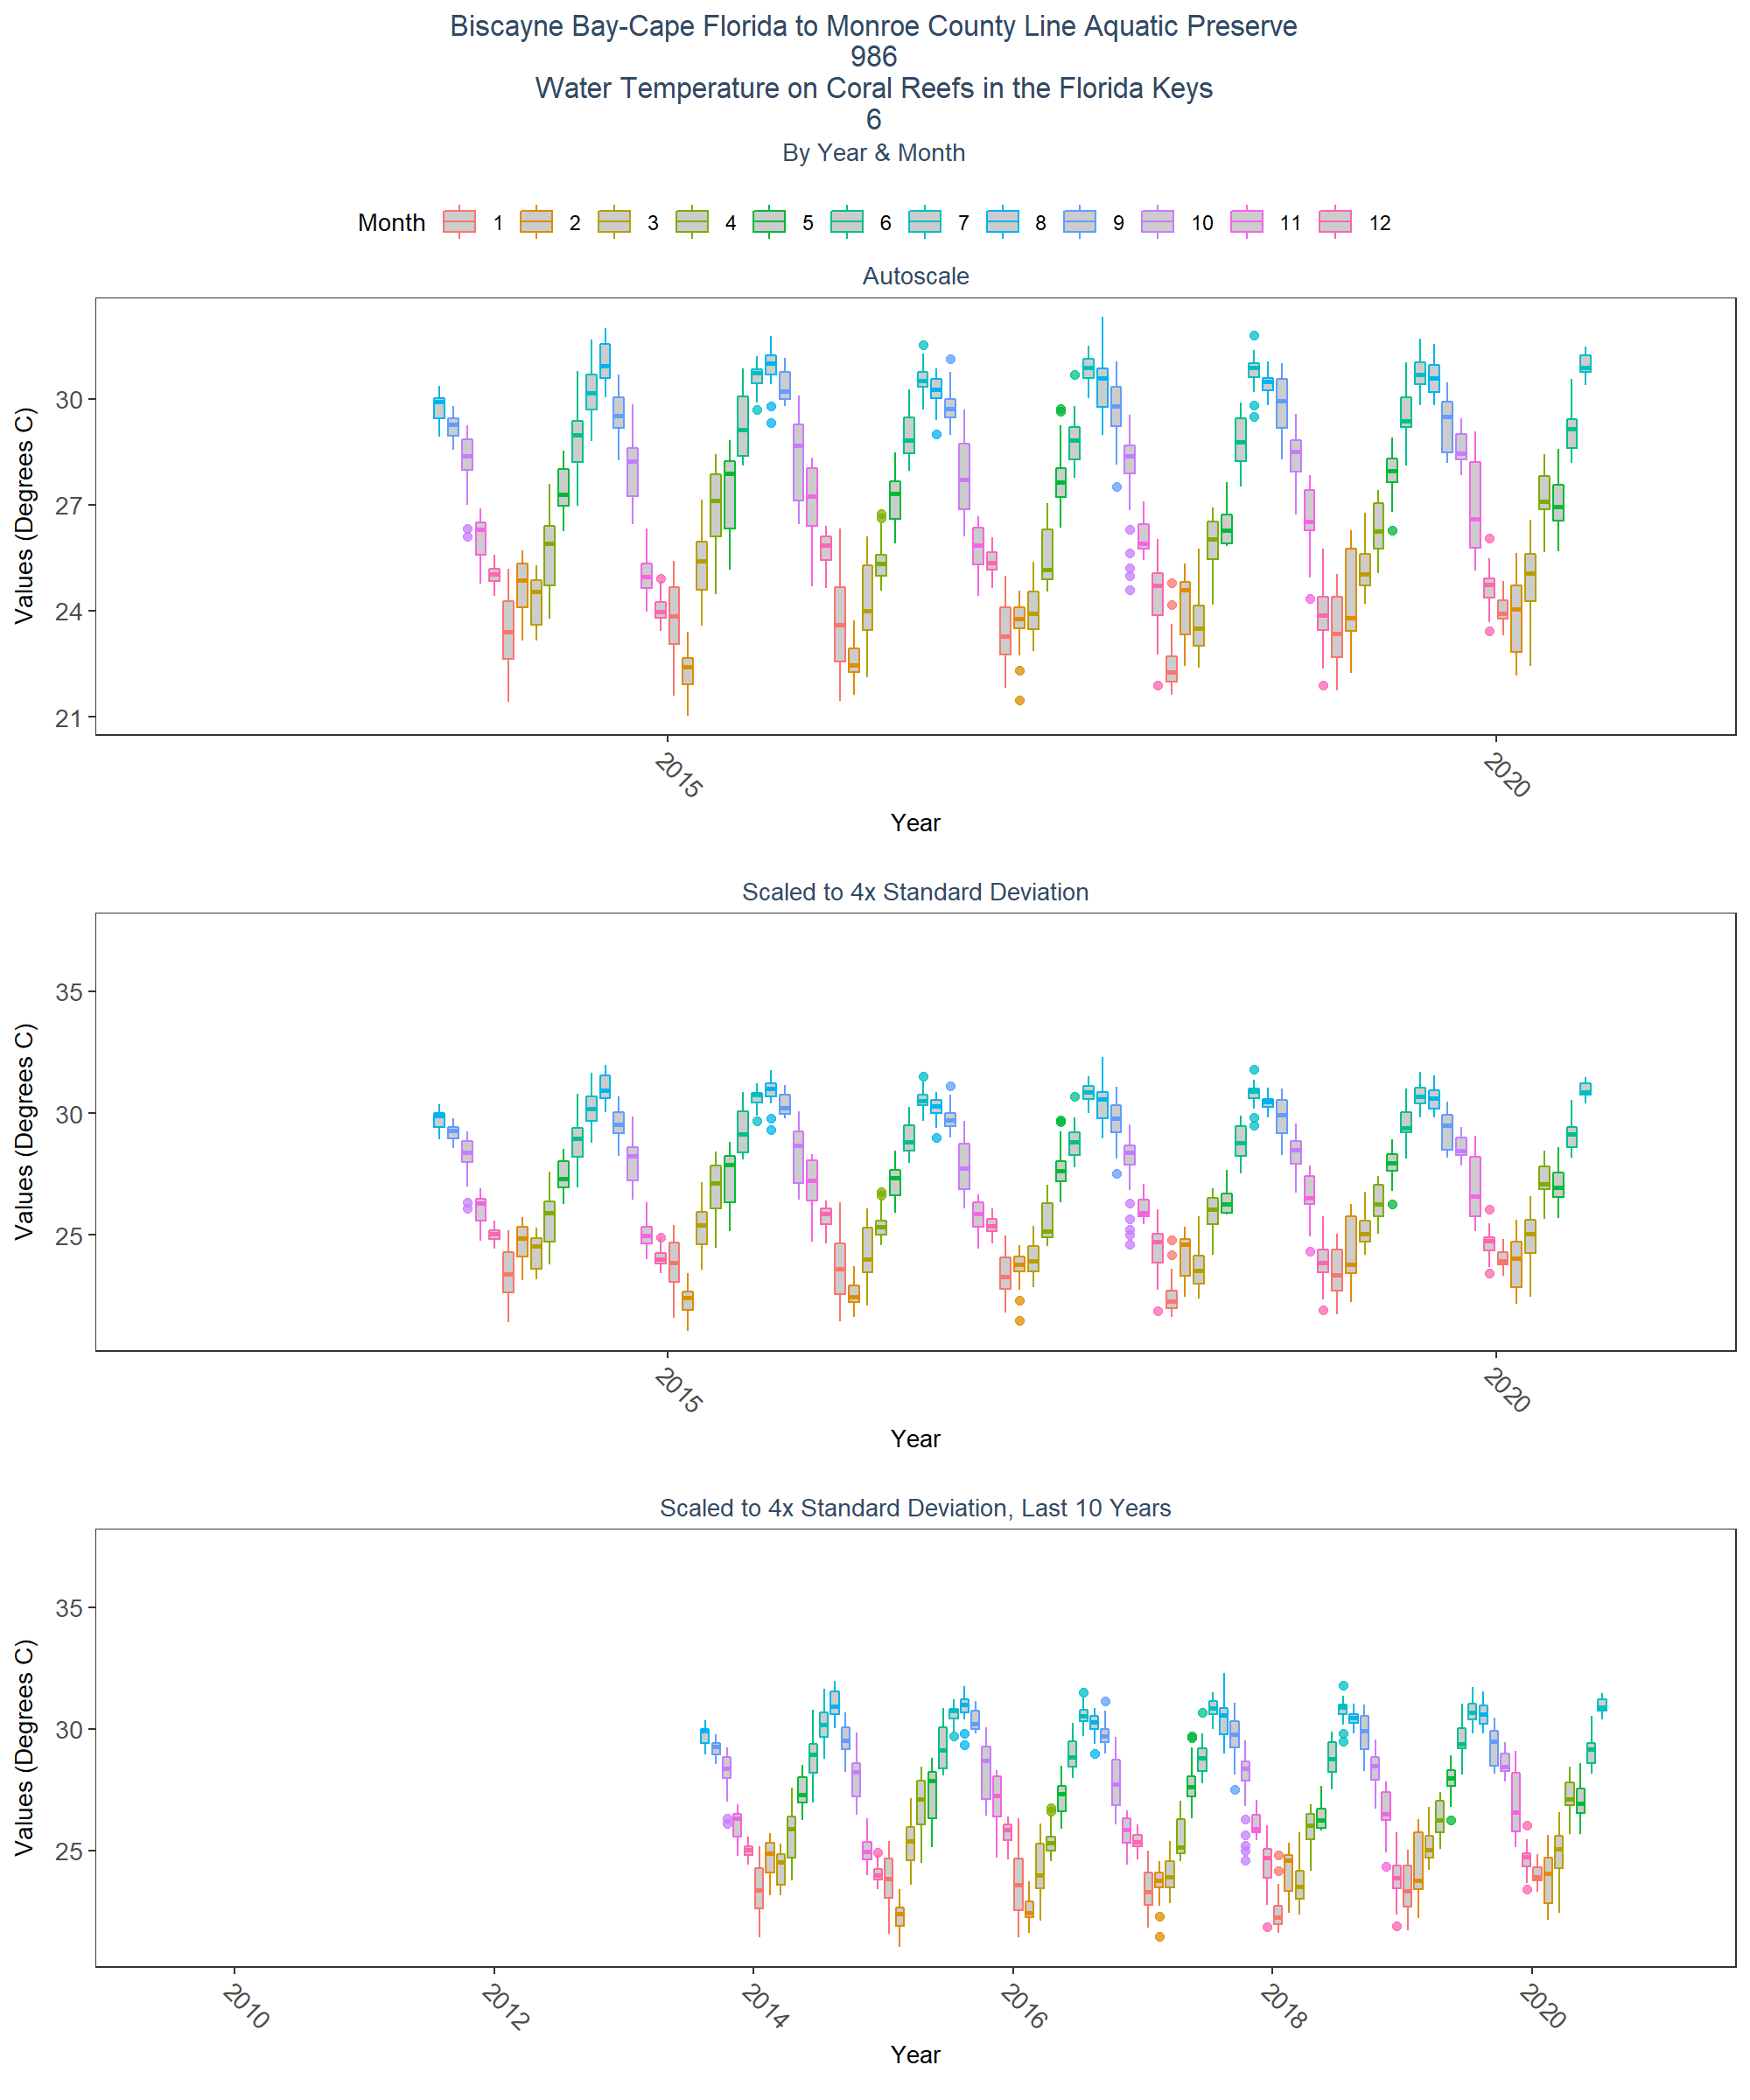 Biscayne Bay-Cape Florida to Monroe County Line Aquatic Preserve
986
Water Temperature on Coral Reefs in the Florida Keys
6
By Year & Month
Month 1 2 3 4 5 6 7 8 9 10 11 12
Autoscale
Values (Degrees C)
30
27
24
21
2015 2020
Year
Scaled to 4x Standard Deviation
Values (Degrees C)
35
30
25
2015 2020
Year
Scaled to 4x Standard Deviation, Last 10 Years
Values (Degrees C)
35
30
25
2010 2012 2014 2016 2018 2020
Year